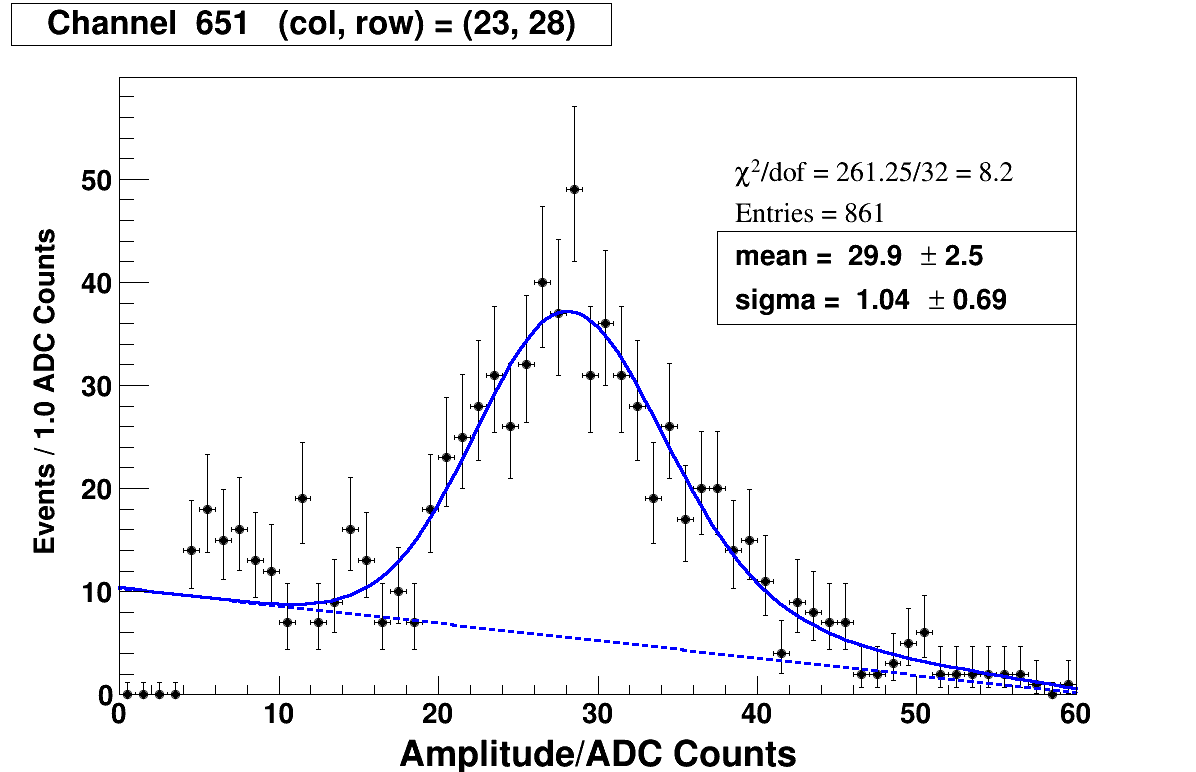 Channel 651 (col, row) = (23, 28)
χ²/dof = 261.25/32 = 8.2
Entries = 861
mean = 29.9 ± 2.5
sigma = 1.04 ± 0.69
Events / 1.0 ADC Counts
50
40
30
20
10
0
0 10 20 30 40 50 60
Amplitude/ADC Counts